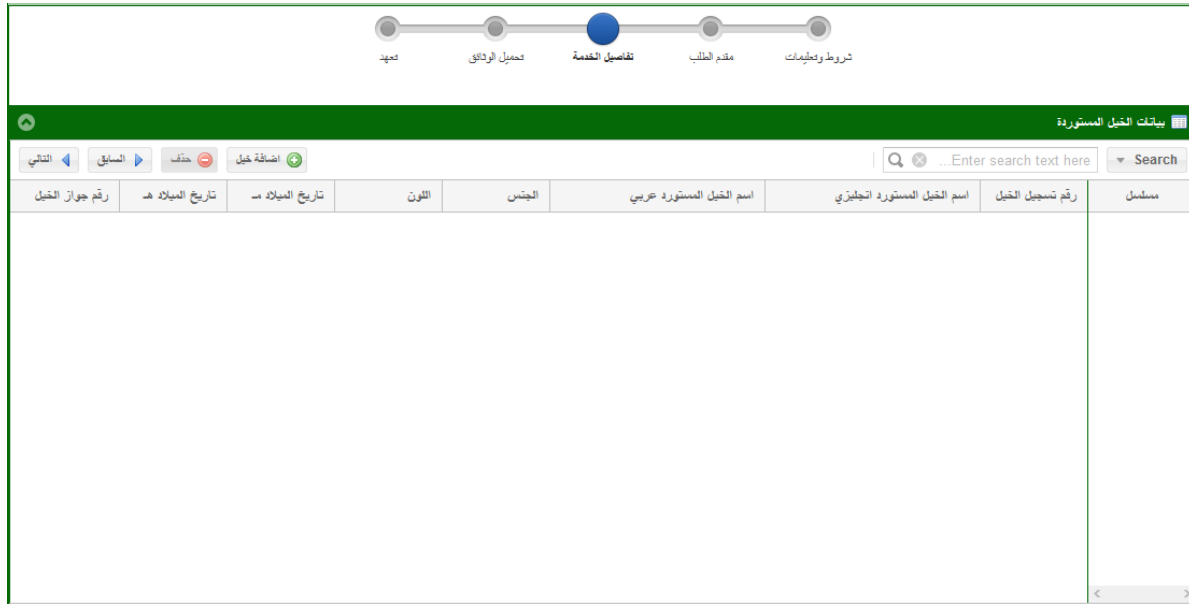 شروط وتعليمات
مقدم الطلب
تفاصيل الخدمة
تحميل الوثائق
تعهد
بيانات الخيل المستوردة
Search
Enter search text here...
اضافة خيل
حذف
السابق
التالي
مسلسل
رقم تسجيل الخيل
اسم الخيل المستورد انجليزي
اسم الخيل المستورد عربي
الجنس
اللون
تاريخ الميلاد مـ
تاريخ الميلاد هـ
رقم جواز الخيل